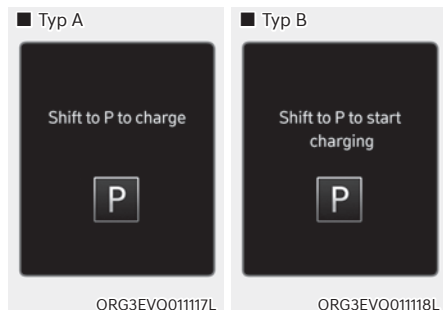 ■ Typ A
Shift to P to charge
P
ORG3EVQ011117L
■ Typ B
Shift to P to start
charging
P
ORG3EVQ011118L